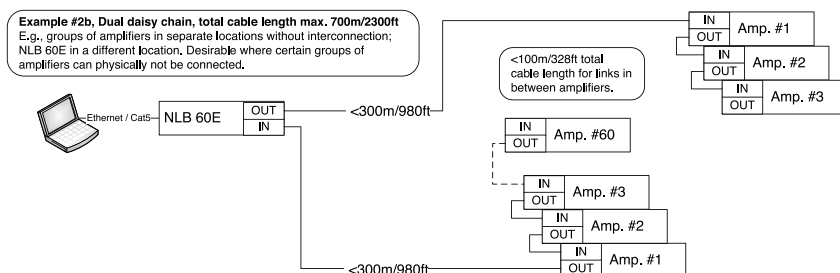 Example #2b, Dual daisy chain, total cable length max. 700m/2300ft
E.g., groups of amplifiers in separate locations without interconnection;
NLB 60E in a different location. Desirable where certain groups of
amplifiers can physically not be connected.
IN
OUT
Amp. #1
IN
OUT
Amp. #2
IN
OUT
Amp. #3
<100m/328ft total
cable length for links in
between amplifiers.
Ethernet / Cat5
NLB 60E
OUT
IN
<300m/980ft
IN
OUT
Amp. #60
IN
OUT
Amp. #3
IN
OUT
Amp. #2
IN
OUT
Amp. #1
<300m/980ft